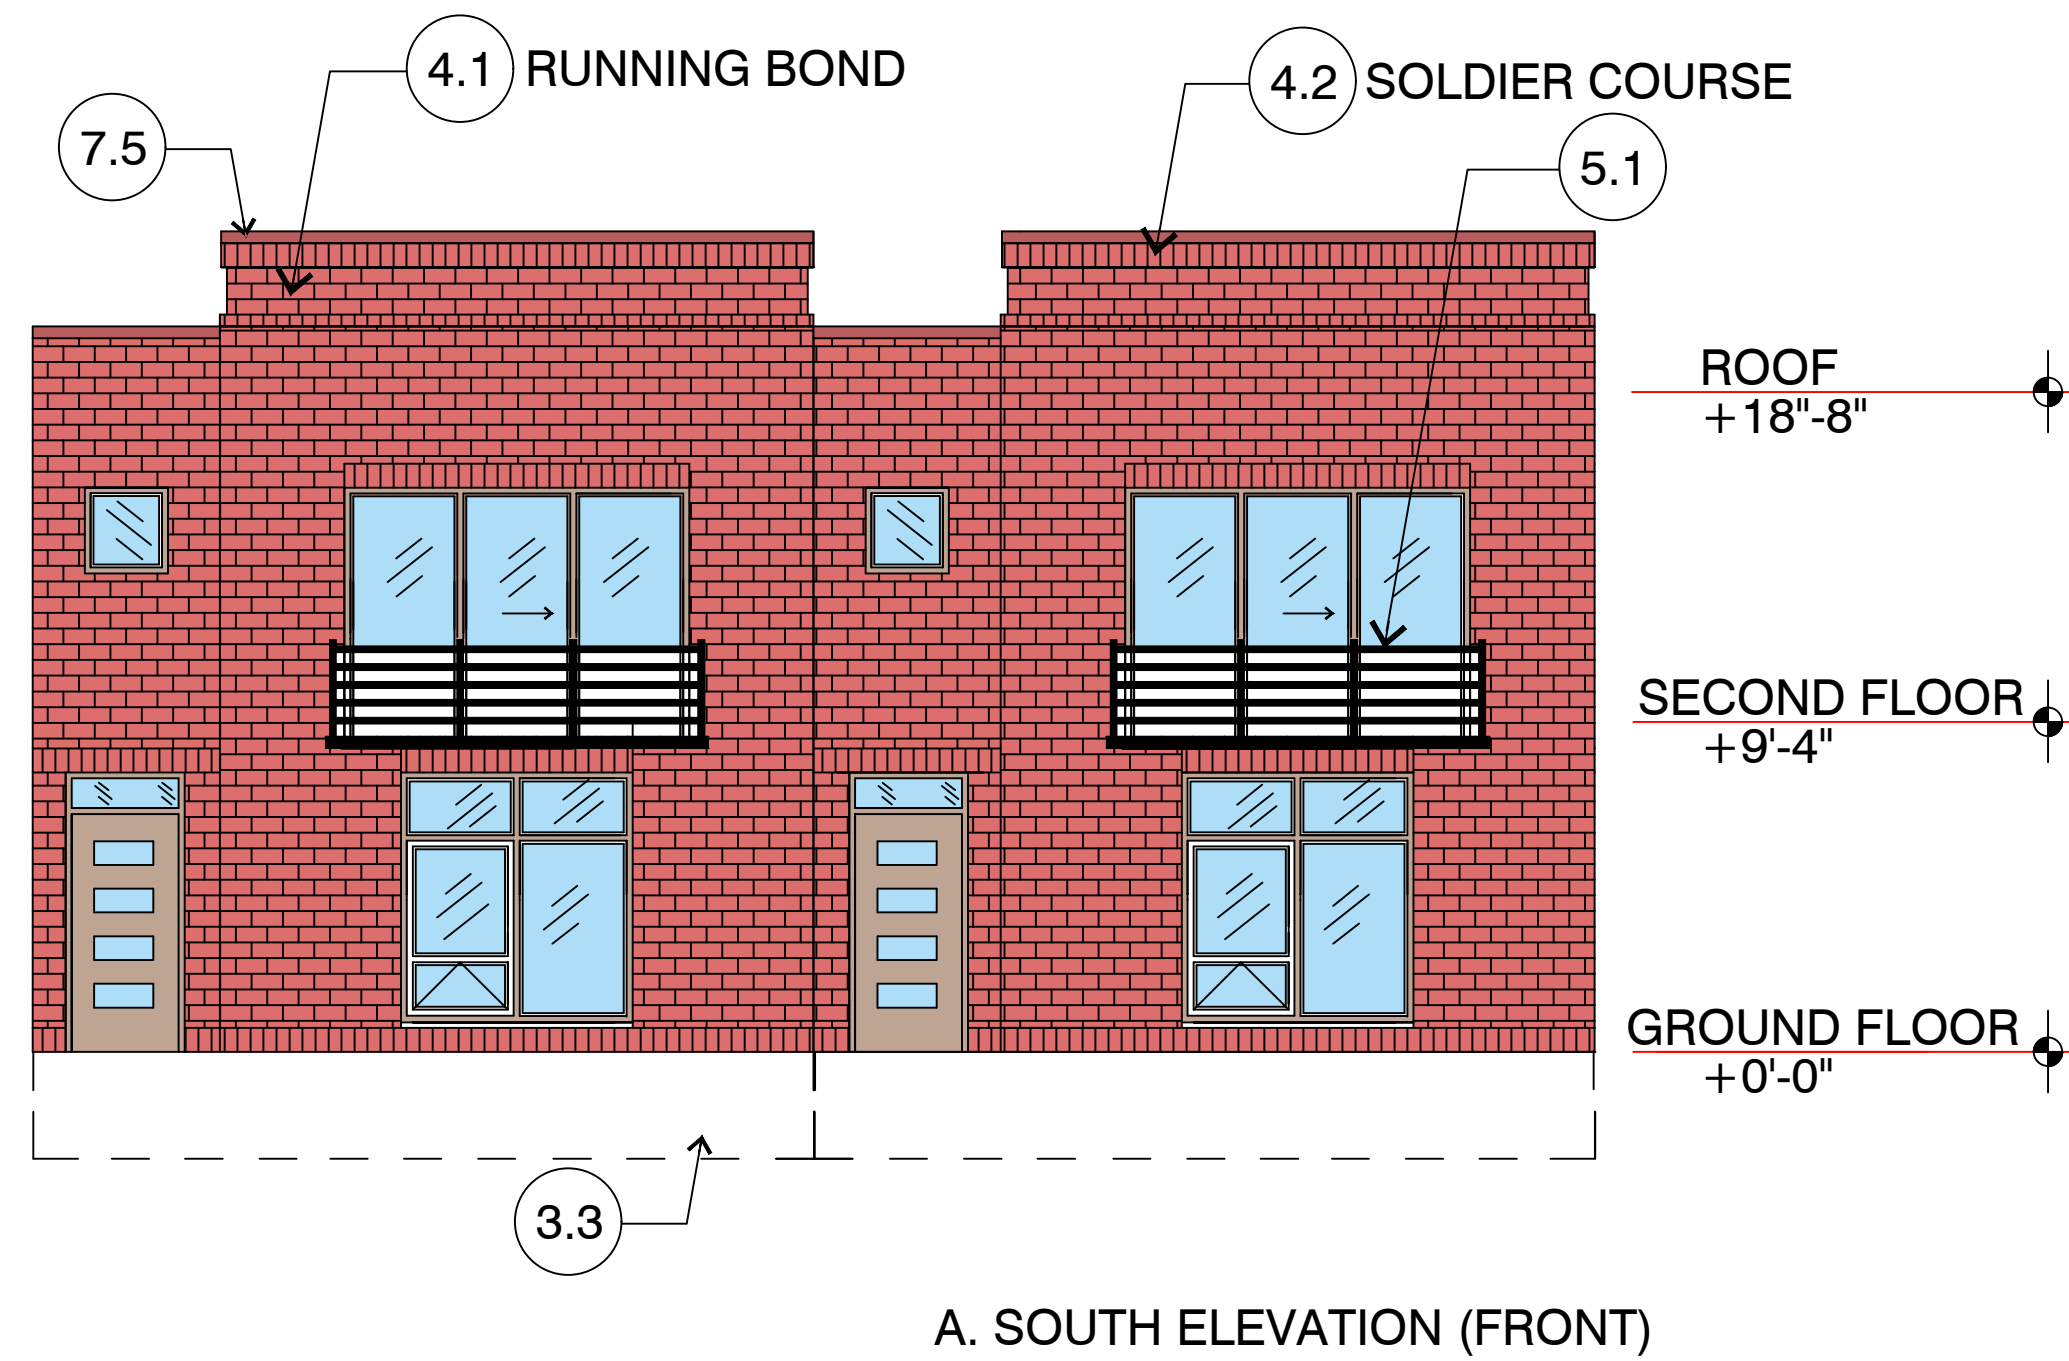 4.1 RUNNING BOND
4.2 SOLDIER COURSE
7.5
5.1
ROOF
+18"-8"
SECOND FLOOR
+9'-4"
GROUND FLOOR
+0'-0"
3.3
A. SOUTH ELEVATION (FRONT)